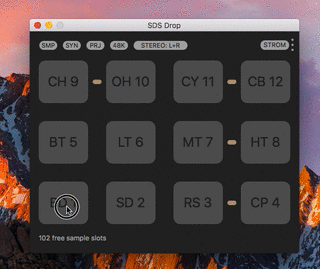 SDS Drop
SMP SYN PRJ 48K STEREO: L+R STROM
CH 9 OH 10 CY 11 CB 12
BT 5 LT 6 MT 7 HT 8
SD 2 RS 3 CP 4
102 free sample slots